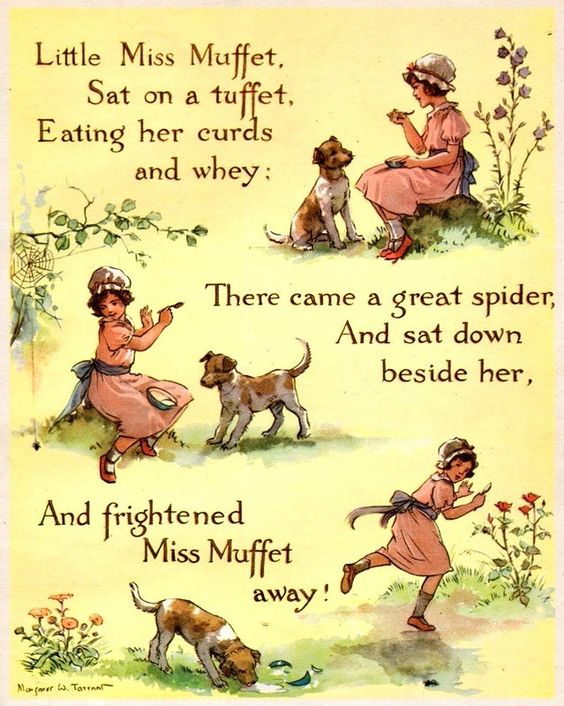 Little Miss Muffet,
Sat on a tuffet,
Eating her curds
and whey;
There came a great spider,
And sat down
beside her,
And frightened
Miss Muffet
away!
Margaret W. Tarrant